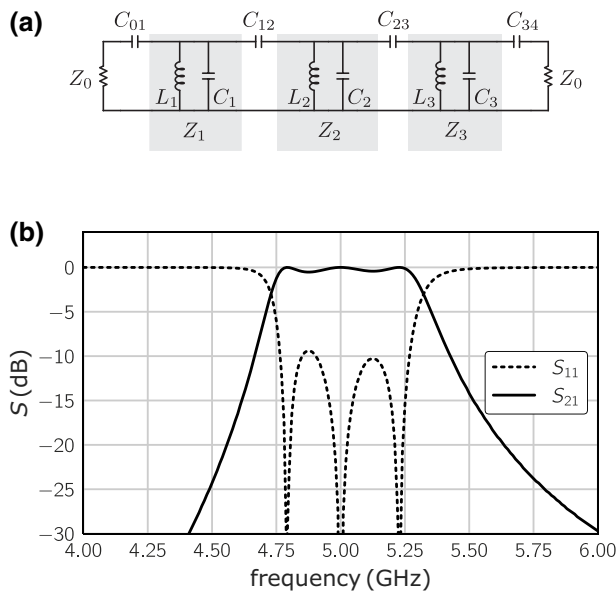 (a)
C01 C12 C23 C34
Z0 L1 C1 L2 C2 L3 C3 Z0
Z1 Z2 Z3
(b)
S (dB)
0
−5
−10
−15
−20
−25
−30
S11
S21
4.00 4.25 4.50 4.75 5.00 5.25 5.50 5.75 6.00
frequency (GHz)